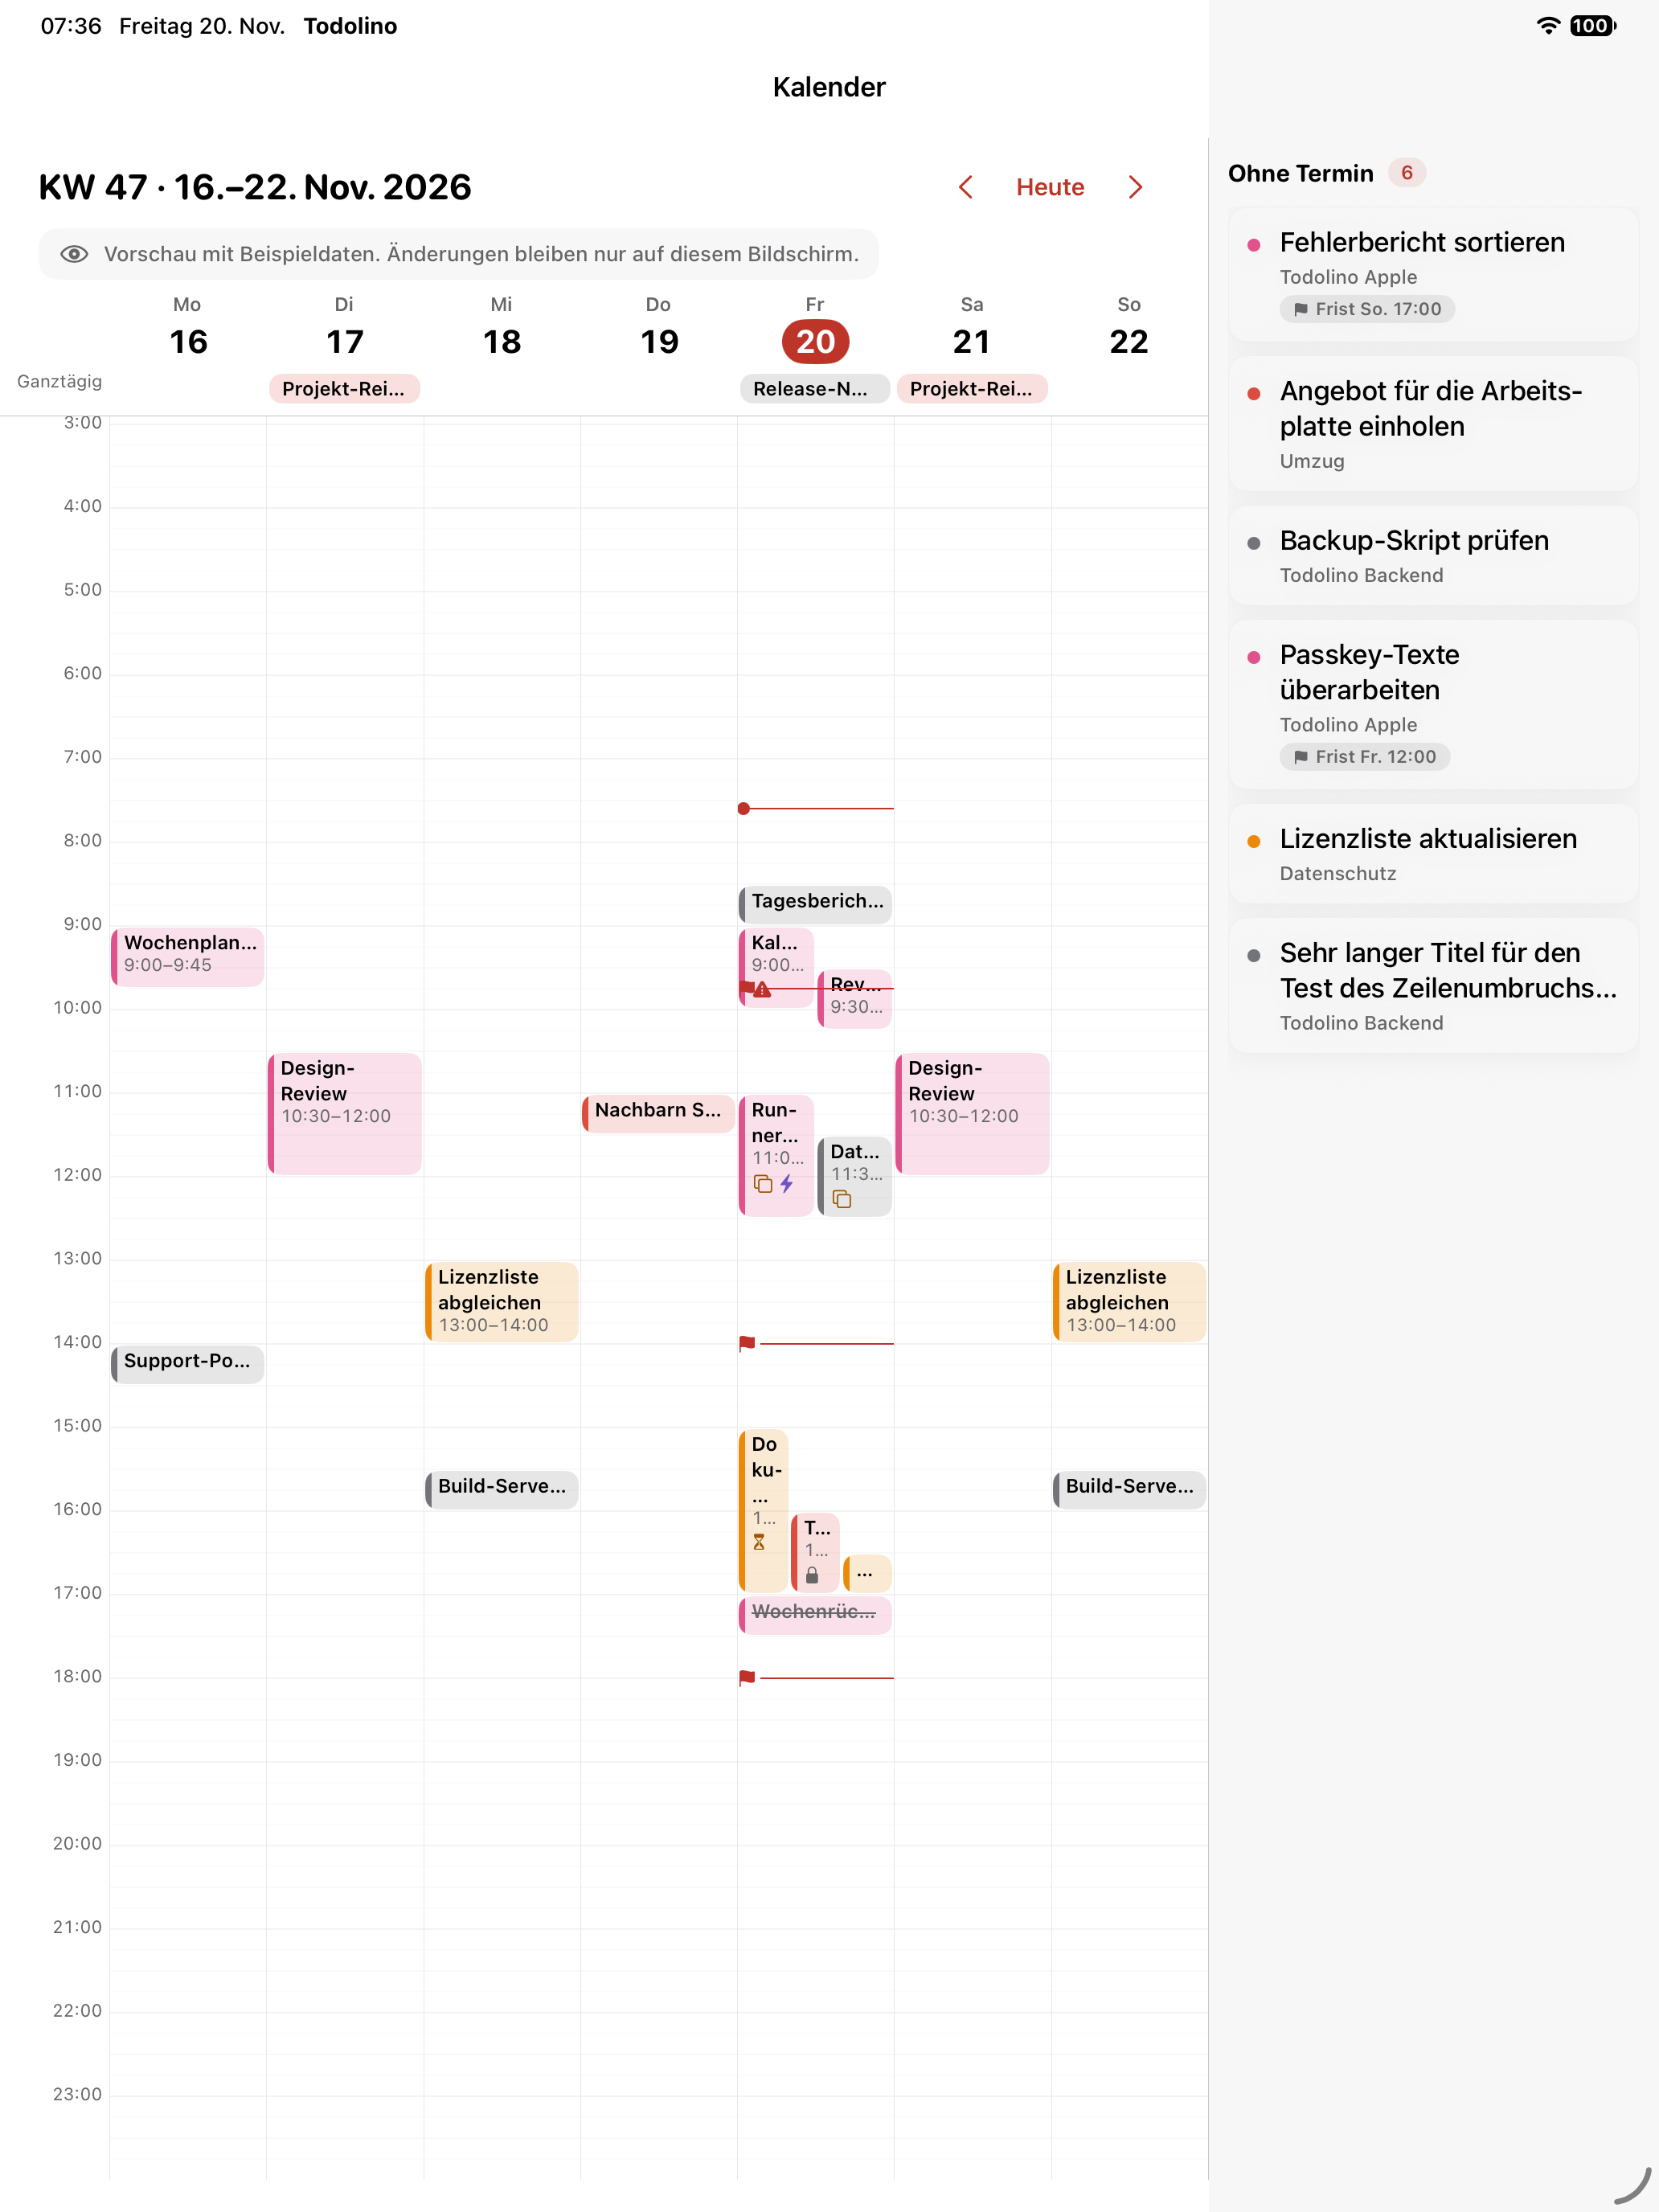 07:36 Freitag 20. Nov. Todolino
100
Kalender
KW 47 · 16.–22. Nov. 2026
Heute
Vorschau mit Beispieldaten. Änderungen bleiben nur auf diesem Bildschirm.
Mo Di Mi Do Fr Sa So
16 17 18 19 20 21 22
Ganztägig
Projekt-Rei...
Release-N...
Projekt-Rei...
3:00
4:00
5:00
6:00
7:00
8:00
Tagesberich...
9:00
Wochenplan...
9:00–9:45
Kal...
9:00...
Rev...
9:30...
10:00
Design-
Review
10:30–12:00
Design-
Review
10:30–12:00
11:00
Nachbarn S...
Run-
ner...
11:0...
Dat...
11:3...
12:00
13:00
Lizenzliste
abgleichen
13:00–14:00
Lizenzliste
abgleichen
13:00–14:00
14:00
Support-Po...
15:00
Do
ku-
...
1...
Build-Serve...
Build-Serve...
16:00
T...
1...
...
17:00
Wochenrüc...
18:00
19:00
20:00
21:00
22:00
23:00
Ohne Termin 6
Fehlerbericht sortieren
Todolino Apple
Frist So. 17:00
Angebot für die Arbeits-
platte einholen
Umzug
Backup-Skript prüfen
Todolino Backend
Passkey-Texte
überarbeiten
Todolino Apple
Frist Fr. 12:00
Lizenzliste aktualisieren
Datenschutz
Sehr langer Titel für den
Test des Zeilenumbruchs...
Todolino Backend